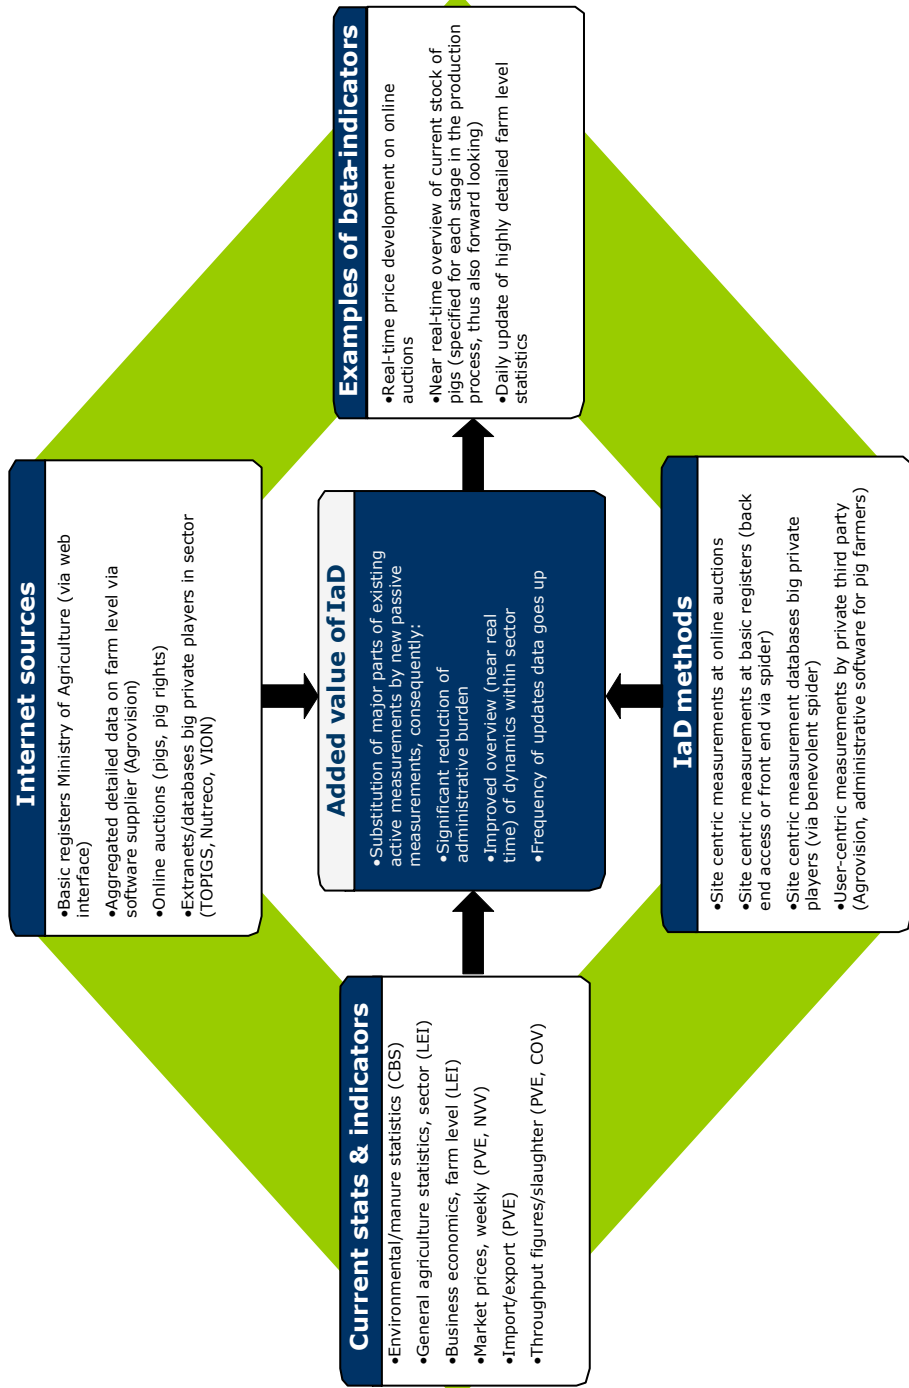 Internet sources
•Basic registers Ministry of Agriculture (via web
interface)
•Aggregated detailed data on farm level via
software supplier (Agrovision)
•Online auctions (pigs, pig rights)
•Extranets/databases big private players in sector
(TOPIGS, Nutreco, VION)
Current stats & indicators
•Environmental/manure statistics (CBS)
•General agriculture statistics, sector (LEI)
•Business economics, farm level (LEI)
•Market prices, weekly (PVE, NVV)
•Import/export (PVE)
•Throughput figures/slaughter (PVE, COV)
Added value of IaD
•Substitution of major parts of existing
active measurements by new passive
measurements, consequently:
•Significant reduction of
administrative burden
•Improved overview (near real
time) of dynamics within sector
•Frequency of updates data goes up
Examples of beta-indicators
•Real-time price development on online
auctions
•Near real-time overview of current stock of
pigs (specified for each stage in the production
process, thus also forward looking)
•Daily update of highly detailed farm level
statistics
IaD methods
•Site centric measurements at online auctions
•Site centric measurements at basic registers (back
end access or front end via spider)
•Site centric measurement databases big private
players (via benevolent spider)
•User-centric measurements by private third party
(Agrovision, administrative software for pig farmers)